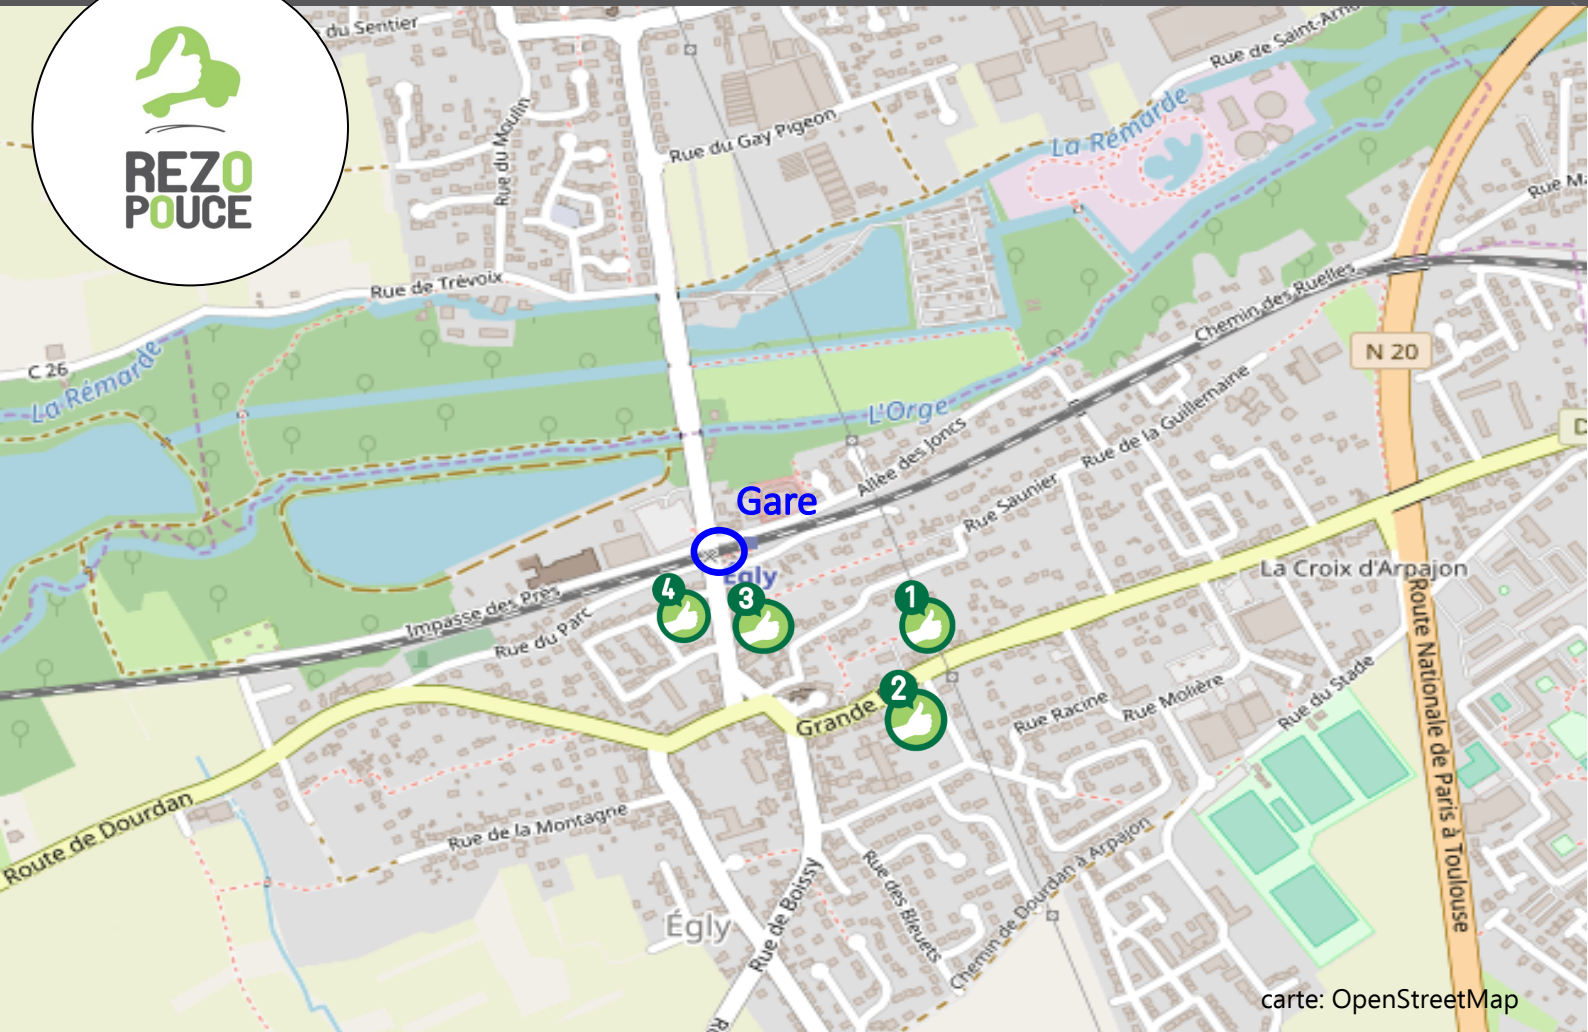 du Sentier
Rue de Saint-Arno
REZO
POUCE
Rue du Moulin
Rue du Gay Pigeon
La Rémarde
Rue Ma
Rue de Trévoix
Chemin des Ruelles
C 26
La Rémarde
N 20
L'Orge
Rue de la Guillemaine
D
Allée des Joncs
Gare
Rue Saunier
Égly
La Croix d'Arpajon
Impasse des Prés
Rue du Parc
4
3
1
2
Route Nationale de Paris à Toulouse
Grande
Rue Racine
Rue Molière
Rue du Stade
Route de Dourdan
Rue de la Montagne
Rue des Bleuets
Chemin de Dourdan à Arpajon
Égly
Rue de Boissy
carte: OpenStreetMap